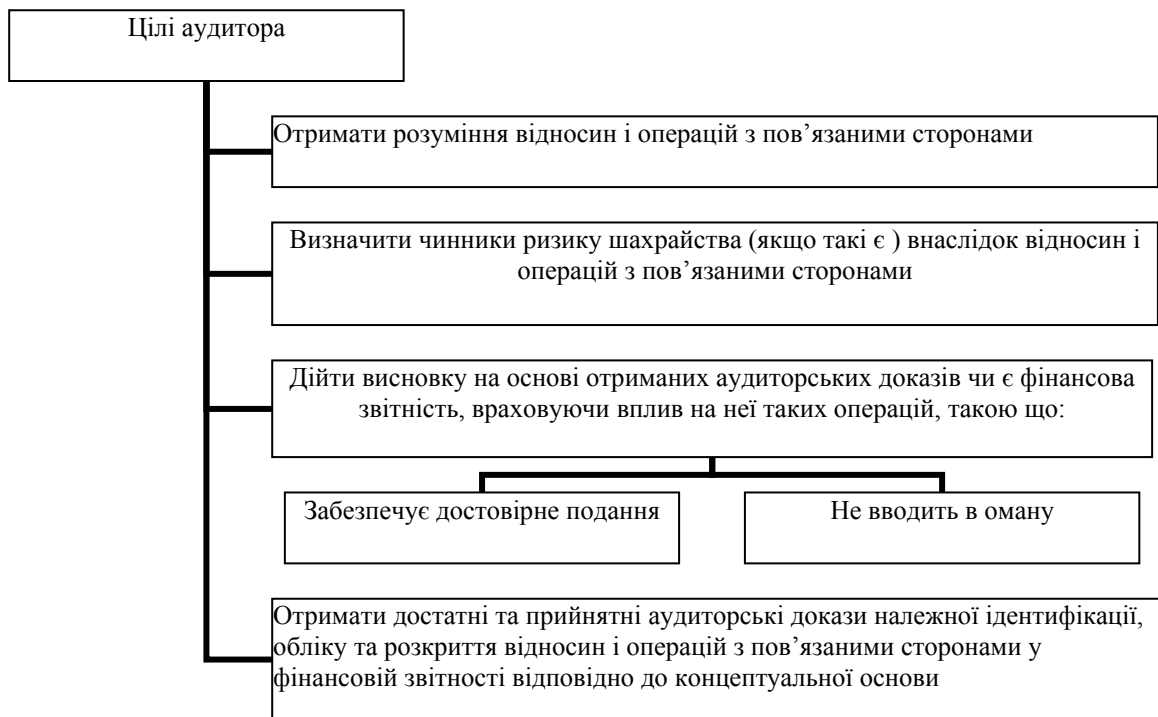 Цілі аудитора
Отримати розуміння відносин і операцій з пов’язаними сторонами
Визначити чинники ризику шахрайства (якщо такі є ) внаслідок відносин і
операцій з пов’язаними сторонами
Дійти висновку на основі отриманих аудиторських доказів чи є фінансова
звітність, враховуючи вплив на неї таких операцій, такою що:
Забезпечує достовірне подання
Не вводить в оману
Отримати достатні та прийнятні аудиторські докази належної ідентифікації,
обліку та розкриття відносин і операцій з пов’язаними сторонами у
фінансовій звітності відповідно до концептуальної основи